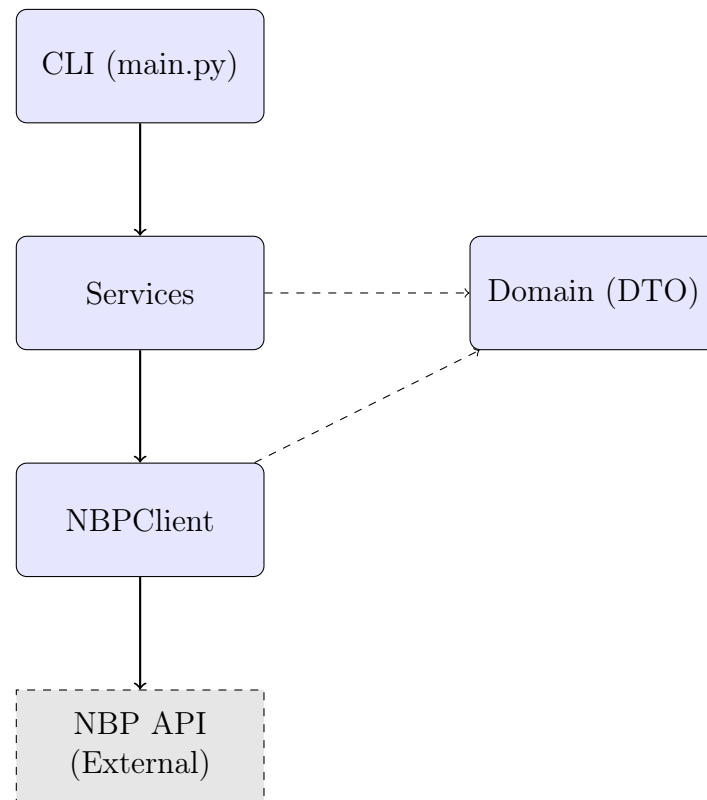 CLI (main.py)
Services
Domain (DTO)
NBPClient
NBP API
(External)